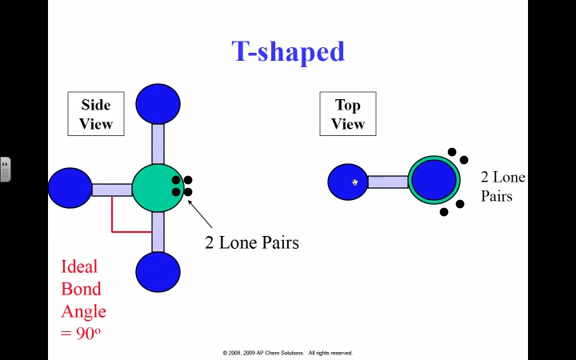 T-shaped
Side
View
Top
View
2 Lone
Pairs
2 Lone Pairs
Ideal
Bond
Angle
= 90º
© 2008, 2009 AP Chem Solutions. All rights reserved.